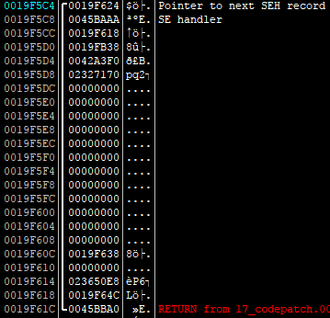 0019F5C4 0019F624 $ö├. Pointer to next SEH record
0019F5C8 0045BAAA ªºE. SE handler
0019F5CC 0019F618 ↑ö├.
0019F5D0 0019FB38 8û├.
0019F5D4 0042A3F0 ð£B.
0019F5D8 02327170 pq2┐
0019F5DC 00000000 ....
0019F5E0 00000000 ....
0019F5E4 00000000 ....
0019F5E8 00000000 ....
0019F5EC 00000000 ....
0019F5F0 00000000 ....
0019F5F4 00000000 ....
0019F5F8 00000000 ....
0019F5FC 00000000 ....
0019F600 00000000 ....
0019F604 00000000 ....
0019F608 00000000 ....
0019F60C 0019F638 8ö├.
0019F610 00000000 ....
0019F614 023650E8 èP6┐
0019F618 0019F64C Lö├.
0019F61C 0045BBA0 »E. RETURN from 17_codepatch.00